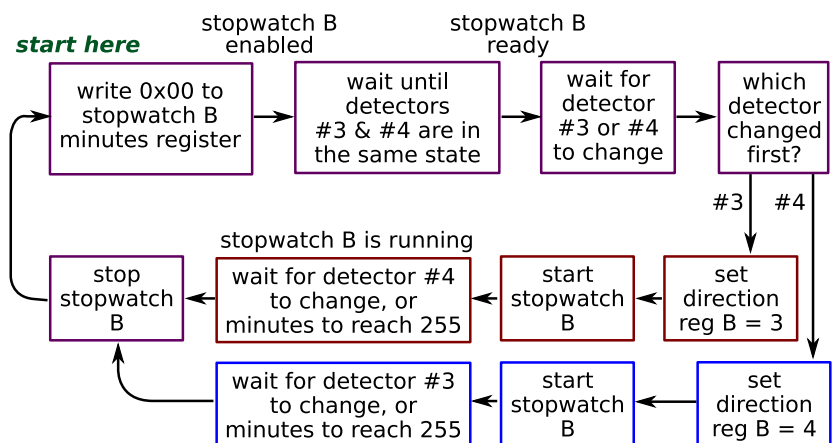 start here
stopwatch B
enabled
stopwatch B
ready
write 0x00 to
stopwatch B
minutes register
wait until
detectors
#3 & #4 are in
the same state
wait for
detector
#3 or #4
to change
which
detector
changed
first?
#3
#4
stopwatch B is running
stop
stopwatch
B
wait for detector #4
to change, or
minutes to reach 255
start
stopwatch
B
set
direction
reg B = 3
wait for detector #3
to change, or
minutes to reach 255
start
stopwatch
B
set
direction
reg B = 4